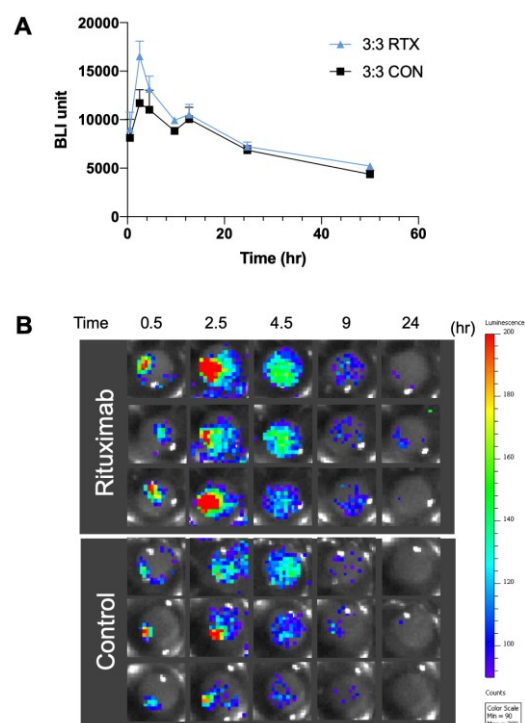 A
20000
15000
10000
5000
0
BLI unit
0 20 40 60
Time (hr)
3:3 RTX
3:3 CON
B
Time 0.5 2.5 4.5 9 24 (hr)
Rituximab
Control
Luminescence
200
180
160
140
120
100
Counts
Color Scale
Min = 90